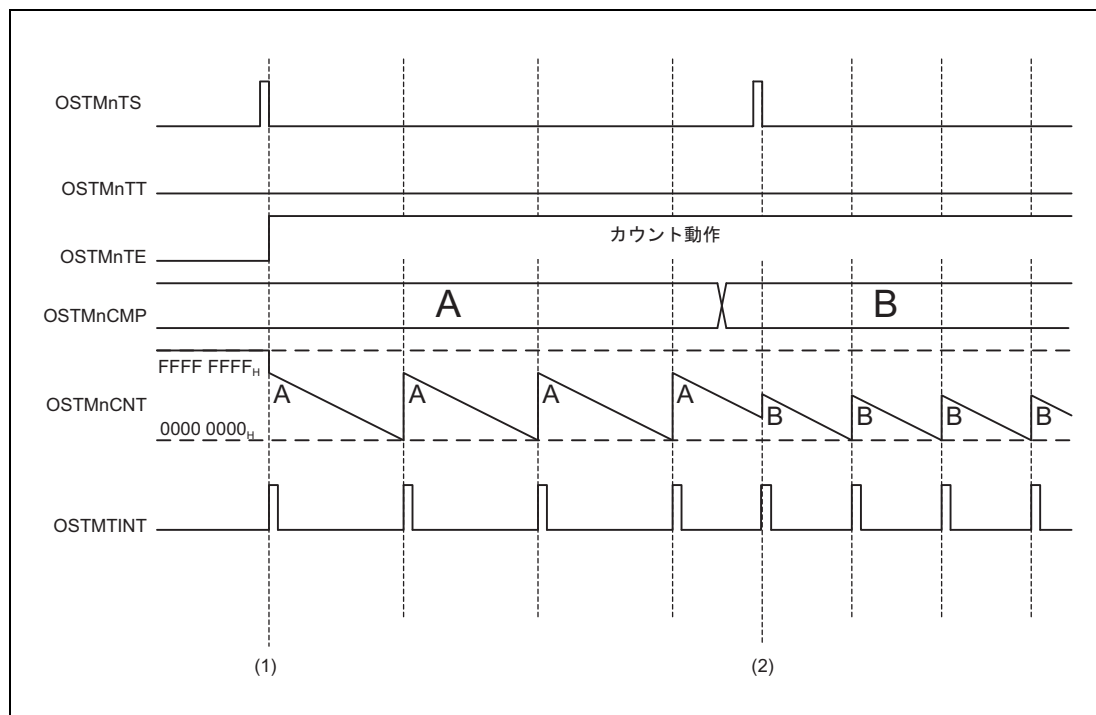 OSTMnTS
OSTMnTT
OSTMnTE
カウント動作
OSTMnCMP
A
B
OSTMnCNT
FFFF FFFFH
0000 0000H
A
A
A
A
B
B
B
B
OSTMTINT
(1)
(2)